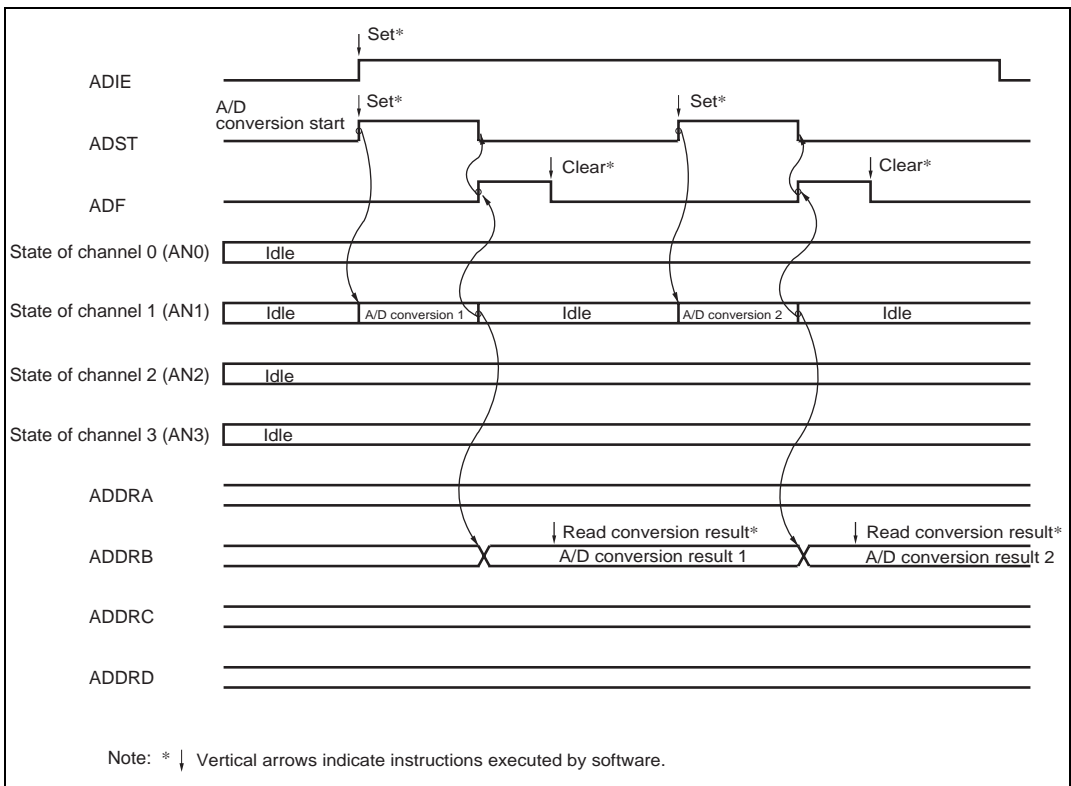 Set*
ADIE
A/D
conversion start
Set*
Set*
ADST
Clear*
Clear*
ADF
State of channel 0 (AN0)
Idle
State of channel 1 (AN1)
Idle
A/D conversion 1
Idle
A/D conversion 2
Idle
State of channel 2 (AN2)
Idle
State of channel 3 (AN3)
Idle
ADDRA
Read conversion result*
Read conversion result*
ADDRB
A/D conversion result 1
A/D conversion result 2
ADDRC
ADDRD
Note: * ↓ Vertical arrows indicate instructions executed by software.